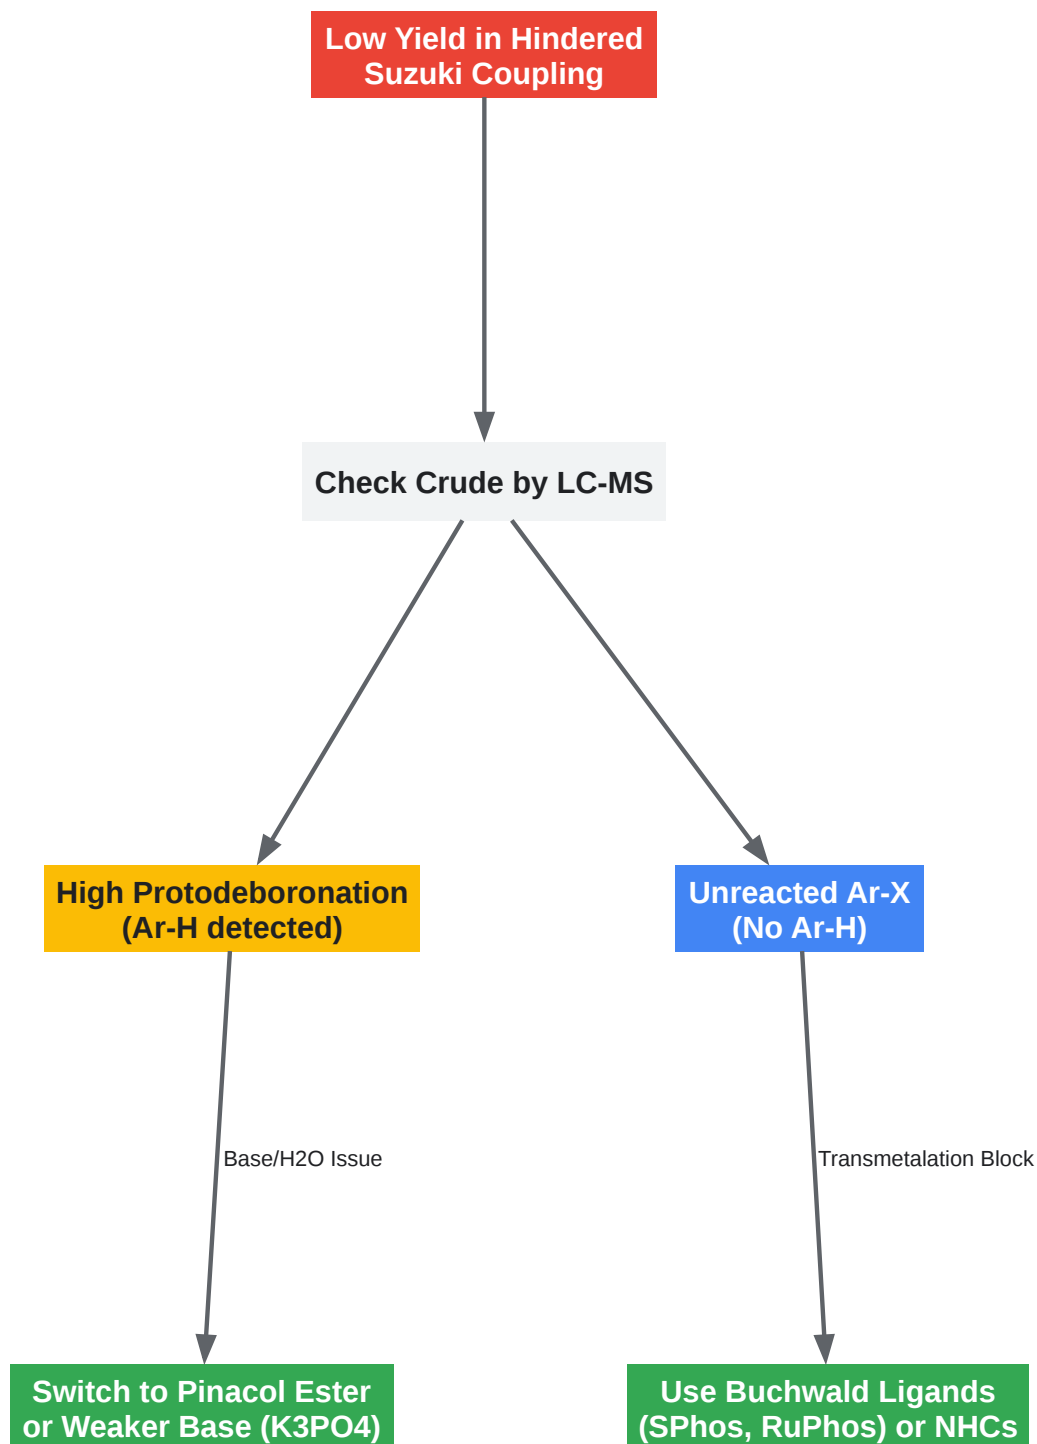 Low Yield in Hindered
Suzuki Coupling
Check Crude by LC-MS
High Protodeboronation
(Ar-H detected)
Unreacted Ar-X
(No Ar-H)
Base/H2O Issue
Transmetalation Block
Switch to Pinacol Ester
or Weaker Base (K3PO4)
Use Buchwald Ligands
(SPhos, RuPhos) or NHCs